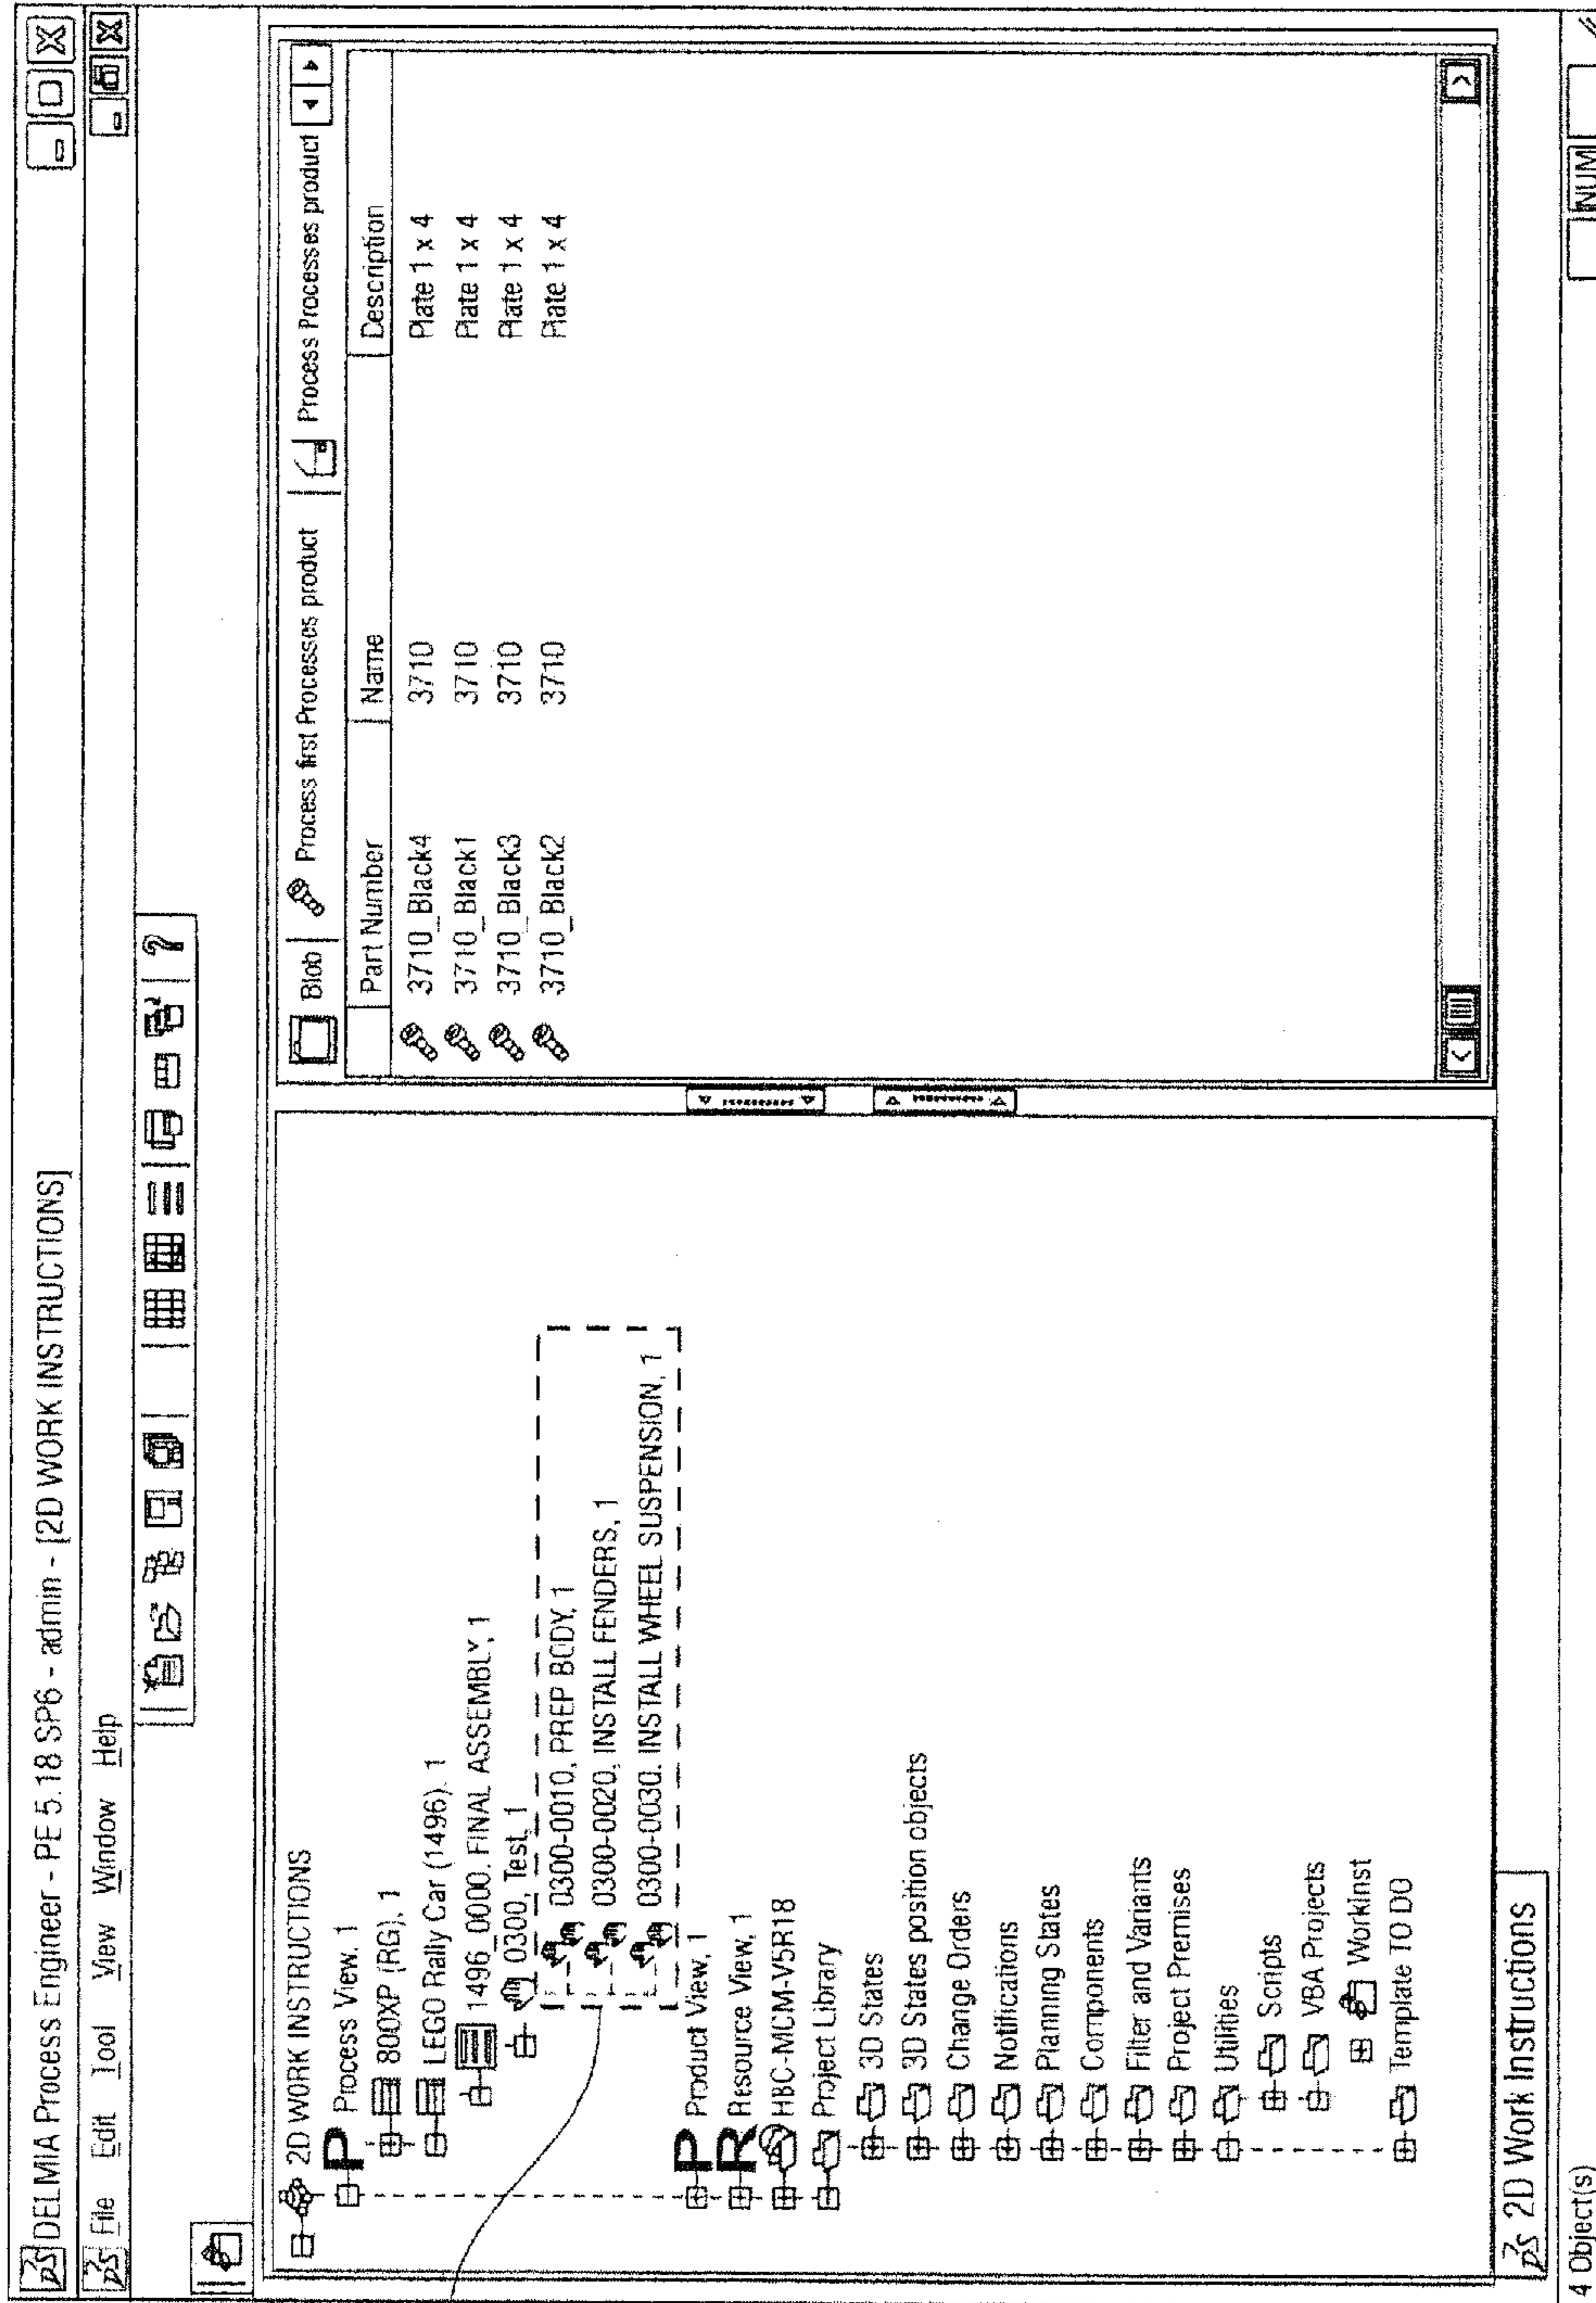 DELMIA Process Engineer - PE 5.18 SP6 - admin - [2D WORK INSTRUCTIONS]
File Edit Tool View Window Help
2D WORK INSTRUCTIONS
P Process View, 1
800XP (RG), 1
LEGO Rally Car (1496). 1
1496_0000. FINAL ASSEMBLY, 1
0300, Test, 1
0300-0010, PREP BODY, 1
0300-0020, INSTALL FENDERS, 1
0300-0030. INSTALL WHEEL SUSPENSION, 1
P Product View, 1
R Resource View, 1
HBC-MCM-V5R18
Project Library
3D States
3D States position objects
Change Orders
Notifications
Planning States
Components
Filter and Variants
Project Premises
Utilities
Scripts
VBA Projects
WorkInst
Template TO DO
Blob Process first Processes product Process Processes product
Part Number Name Description
3710_Black4 3710 Plate 1 x 4
3710_Black1 3710 Plate 1 x 4
3710_Black3 3710 Plate 1 x 4
3710_Black2 3710 Plate 1 x 4
2D Work Instructions
4 Object(s) NUM